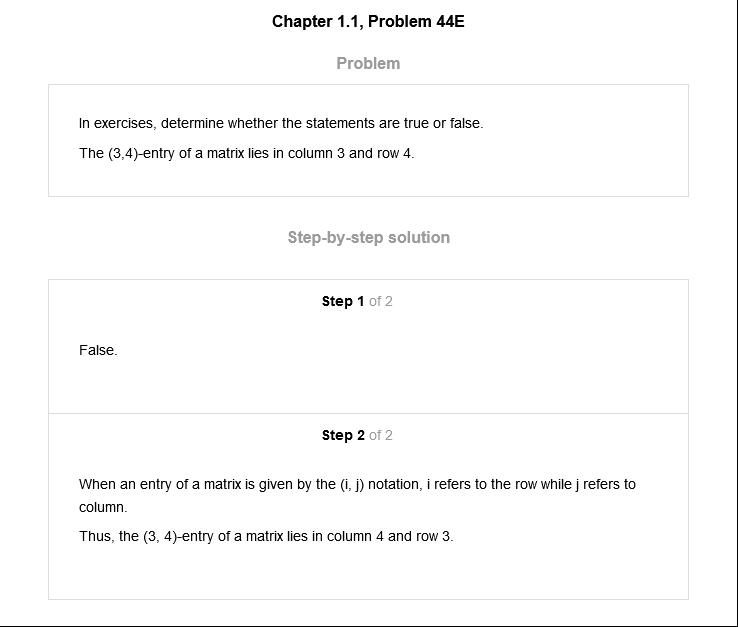 Chapter 1.1, Problem 44E
Problem
In exercises, determine whether the statements are true or false.
The (3,4)-entry of a matrix lies in column 3 and row 4.
Step-by-step solution
Step 1 of 2
False.
Step 2 of 2
When an entry of a matrix is given by the (i, j) notation, i refers to the row while j refers to
column.
Thus, the (3, 4)-entry of a matrix lies in column 4 and row 3.